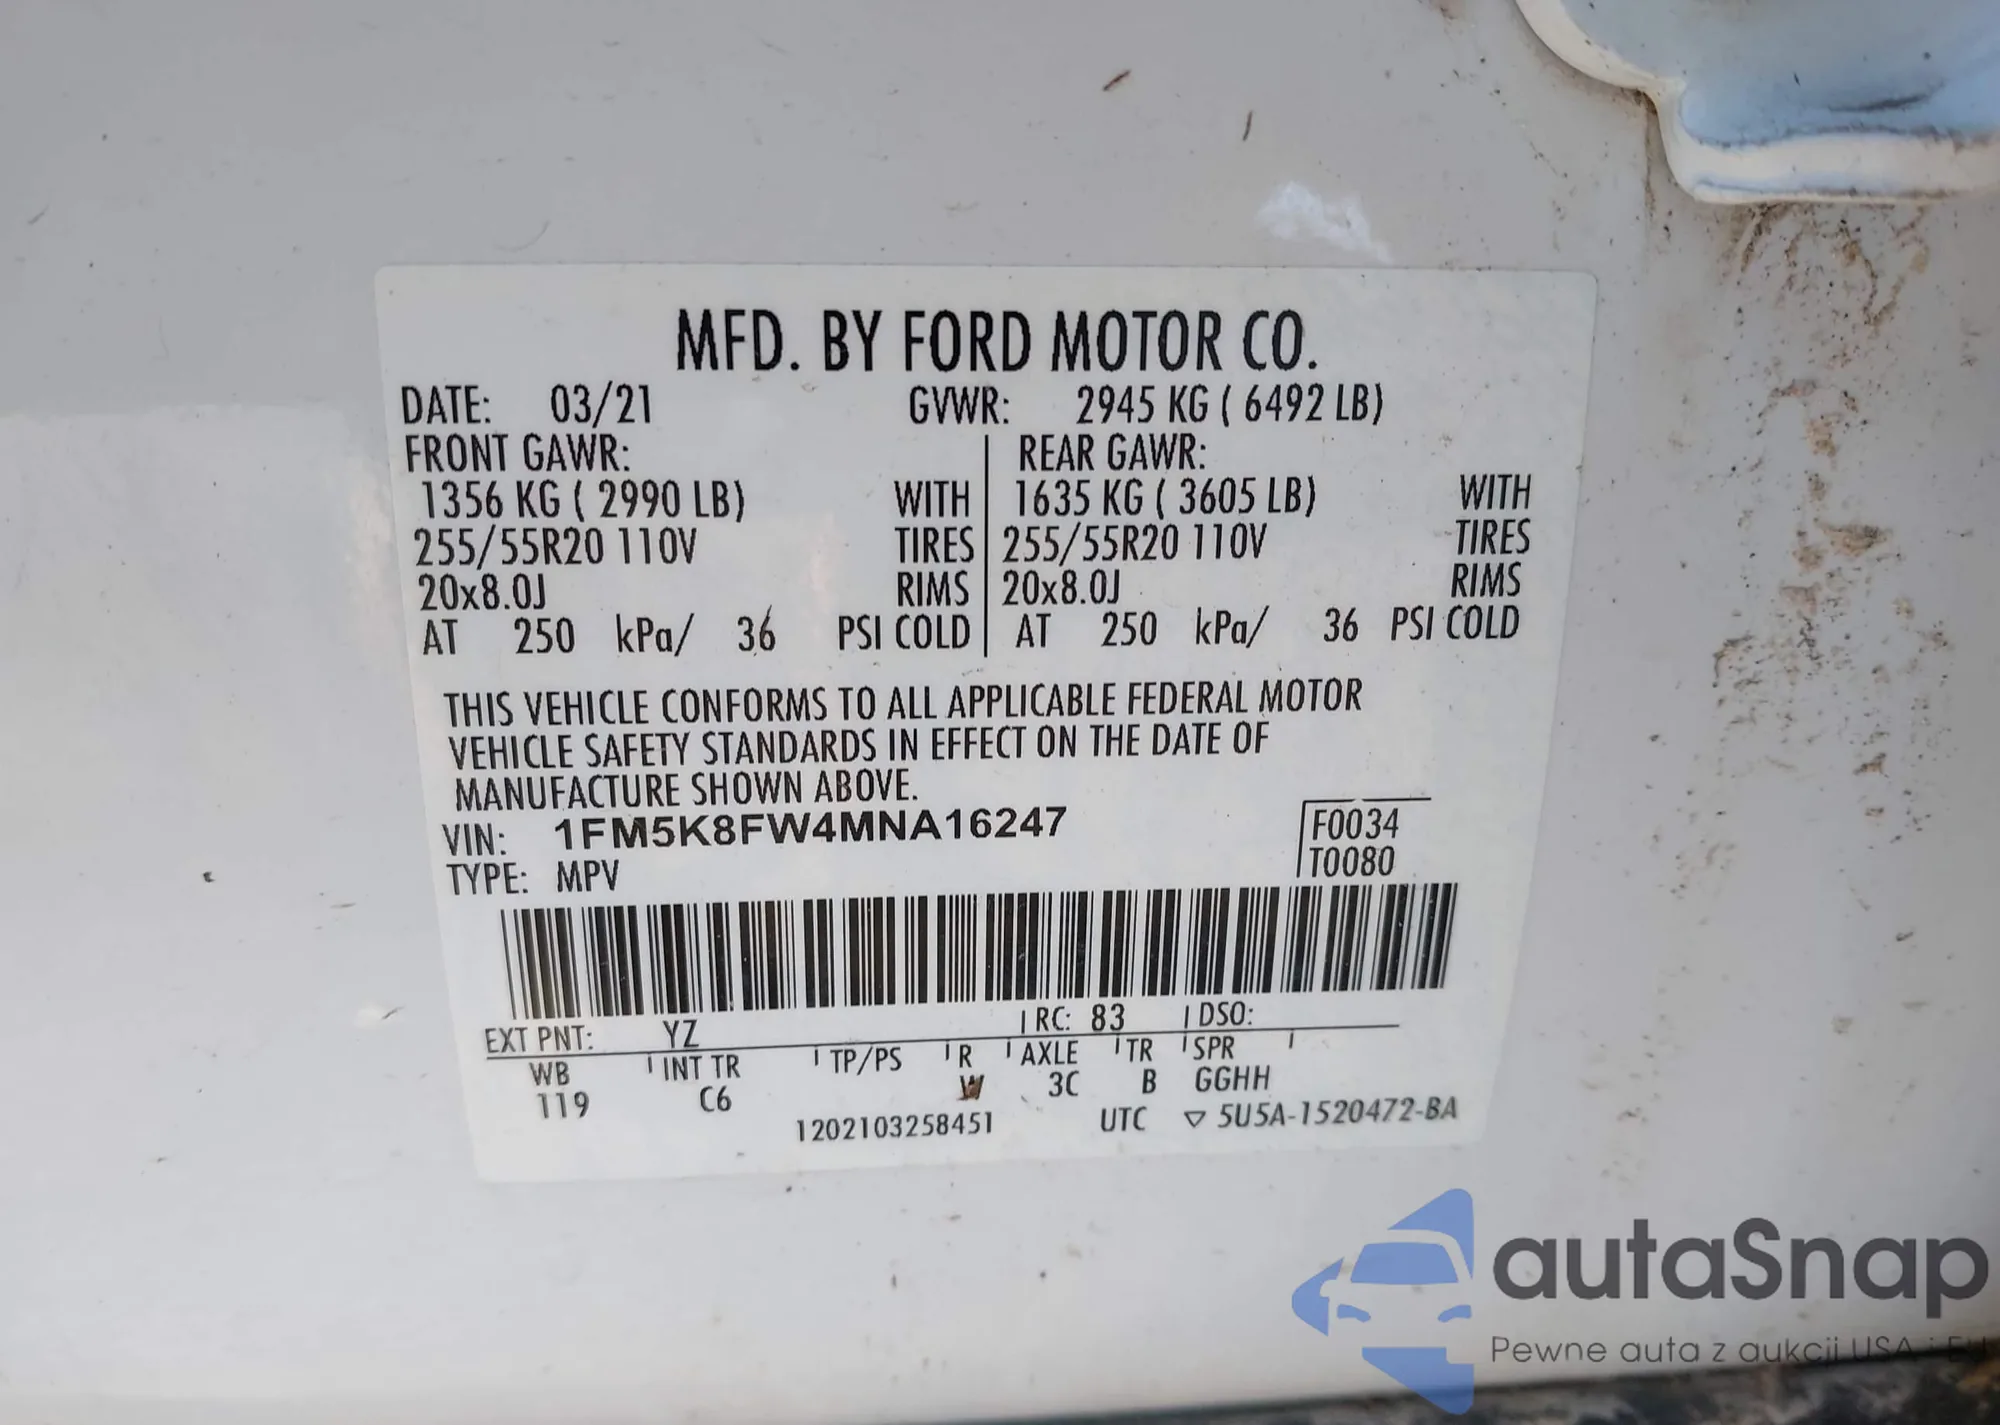 MFD. BY FORD MOTOR CO.
DATE: 03/21 GVWR: 2945 KG ( 6492 LB)
FRONT GAWR: REAR GAWR:
1356 KG ( 2990 LB) WITH 1635 KG ( 3605 LB) WITH
255/55R20 110V TIRES 255/55R20 110V TIRES
20x8.0J RIMS 20x8.0J RIMS
AT 250 kPa/ 36 PSI COLD AT 250 kPa/ 36 PSI COLD
THIS VEHICLE CONFORMS TO ALL APPLICABLE FEDERAL MOTOR
VEHICLE SAFETY STANDARDS IN EFFECT ON THE DATE OF
MANUFACTURE SHOWN ABOVE.
VIN: 1FM5K8FW4MNA16247 F0034
TYPE: MPV T0080
EXT PNT: YZ RC: 83 DSO:
WB INT TR TP/PS R AXLE TR SPR
119 C6 W 3C B GGHH
1202103258451 UTC ▽ 5U5A-1520472-BA
autaSnap
Pewne auta z aukcji USA i EU